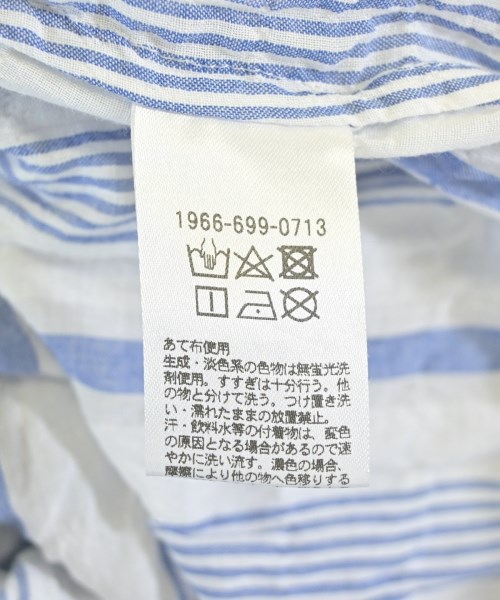 1966-699-0713
あて布使用
生成・淡色系の色物は無蛍光洗
剤使用。すすぎは十分行う。他
の物と分けて洗う。つけ置き洗
い・濡れたままの放置禁止。
汗・飲料水等の付着物は、変色
の原因となる場合があるので速
やかに洗い流す。濃色の場合、
摩擦により他の物へ色移りする